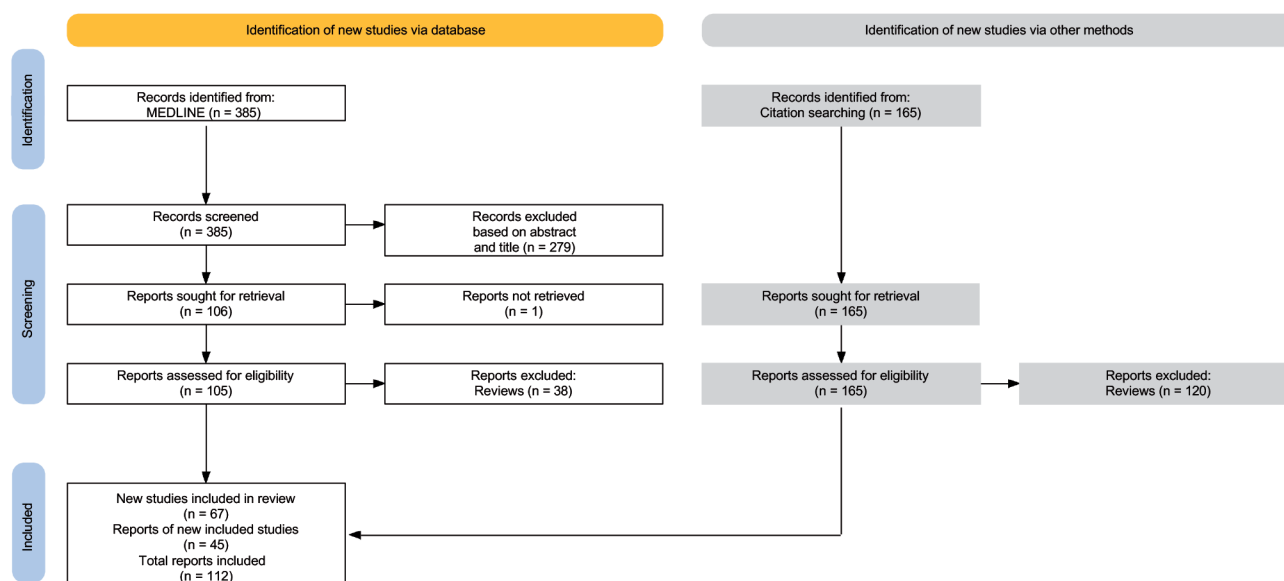 Identification of new studies via database
Identification of new studies via other methods
Identification
Records identified from:
MEDLINE (n = 385)
Records identified from:
Citation searching (n = 165)
Screening
Records screened
(n = 385)
Records excluded
based on abstract
and title (n = 279)
Reports sought for retrieval
(n = 106)
Reports not retrieved
(n = 1)
Reports sought for retrieval
(n = 165)
Reports assessed for eligibility
(n = 105)
Reports excluded:
Reviews (n = 38)
Reports assessed for eligibility
(n = 165)
Reports excluded:
Reviews (n = 120)
Included
New studies included in review
(n = 67)
Reports of new included studies
(n = 45)
Total reports included
(n = 112)